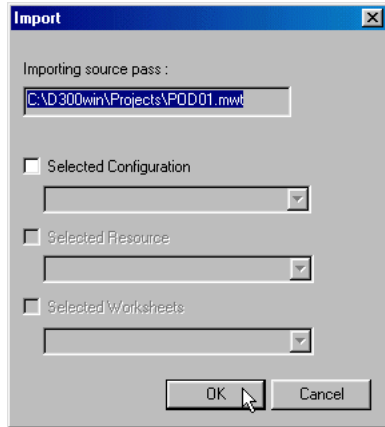 Import
Importing source pass :
C:\D300win\Projects\POD01.mwt
Selected Configuration
Selected Resource
Selected Worksheets
OK
Cancel